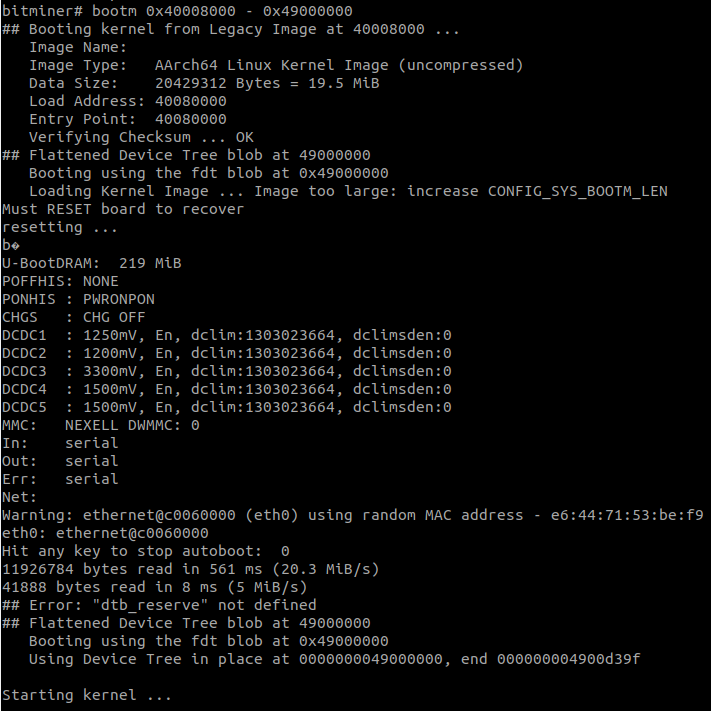 bitminer# bootm 0x40008000 - 0x49000000
## Booting kernel from Legacy Image at 40008000 ...
   Image Name:
   Image Type:   AArch64 Linux Kernel Image (uncompressed)
   Data Size:    20429312 Bytes = 19.5 MiB
   Load Address: 40080000
   Entry Point:  40080000
   Verifying Checksum ... OK
## Flattened Device Tree blob at 49000000
   Booting using the fdt blob at 0x49000000
   Loading Kernel Image ... Image too large: increase CONFIG_SYS_BOOTM_LEN
Must RESET board to recover
resetting ...
b�
U-BootDRAM:  219 MiB
POFFHIS: NONE
PONHIS : PWRONPON
CHGS   : CHG OFF
DCDC1  : 1250mV, En, dclim:1303023664, dclimsden:0
DCDC2  : 1200mV, En, dclim:1303023664, dclimsden:0
DCDC3  : 3300mV, En, dclim:1303023664, dclimsden:0
DCDC4  : 1500mV, En, dclim:1303023664, dclimsden:0
DCDC5  : 1500mV, En, dclim:1303023664, dclimsden:0
MMC:   NEXELL DWMMC: 0
In:    serial
Out:   serial
Err:   serial
Net:
Warning: ethernet@c0060000 (eth0) using random MAC address - e6:44:71:53:be:f9
eth0: ethernet@c0060000
Hit any key to stop autoboot:  0
11926784 bytes read in 561 ms (20.3 MiB/s)
41888 bytes read in 8 ms (5 MiB/s)
## Error: "dtb_reserve" not defined
## Flattened Device Tree blob at 49000000
   Booting using the fdt blob at 0x49000000
   Using Device Tree in place at 0000000049000000, end 000000004900d39f

Starting kernel ...